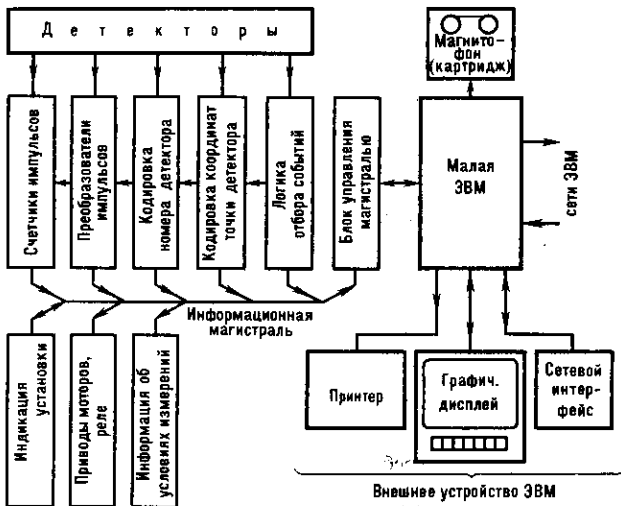 Детекторы
Магнито-
фон
(картридж)
Счетчики импульсов
Преобразователи
импульсов
Кодировка
номера детектора
Кодировка координат
точки детектора
Логика
отбора событий
Блок управления
магистралью
Малая
ЭВМ
сети ЭВМ
Информационная
магистраль
Индикация
установки
Приводы моторов,
реле
Информация об
условиях измерений
Принтер
Графич.
дисплей
Сетевой
интер-
фейс
Внешнее устройство ЭВМ